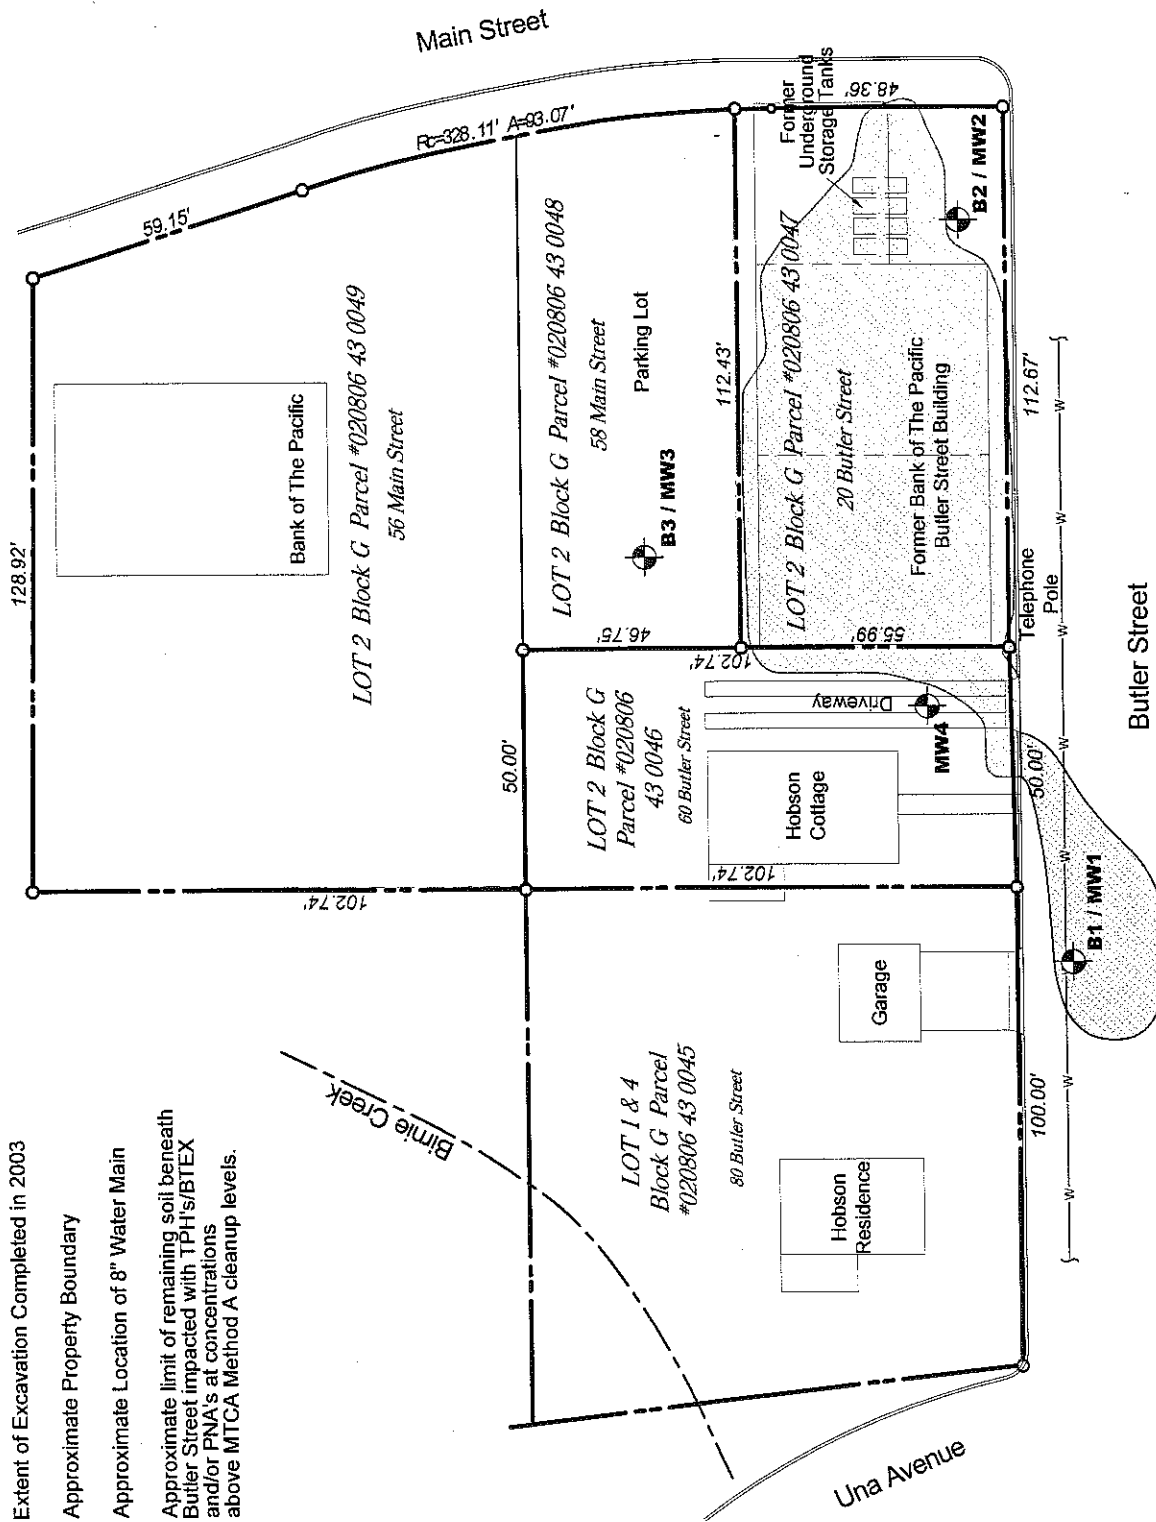 Main Street
59.15'
Rc=328.11' A=93.07'
128.92'
Bank of The Pacific
LOT 2 Block G Parcel #020806 43 0049
56 Main Street
LOT 2 Block G Parcel #020806 43 0048
58 Main Street
Parking Lot
B3 / MW3
46.75'
102.74'
112.43'
48.36'
Former
Underground
Storage Tanks
B2 / MW2
LOT 2 Block G Parcel #020806 43 0047
20 Butler Street
Former Bank of The Pacific
Butler Street Building
55.99'
112.67'
Telephone
Pole
W
W
W
W
W
W
W
Butler Street
50.00'
LOT 2 Block G
Parcel #020806
43 0046
60 Butler Street
Driveway
MW4
Hobson
Cottage
50.00'
102.74'
102.74'
B1 / MW1
Garage
LOT 1 & 4
Block G Parcel
#020806 43 0045
80 Butler Street
Hobson
Residence
100.00'
Birnie Creek
Una Avenue
Extent of Excavation Completed in 2003
Approximate Property Boundary
Approximate Location of 8" Water Main
Approximate limit of remaining soil beneath
Butler Street impacted with TPH's/BTEX
and/or PNA's at concentrations
above MTCA Method A cleanup levels.